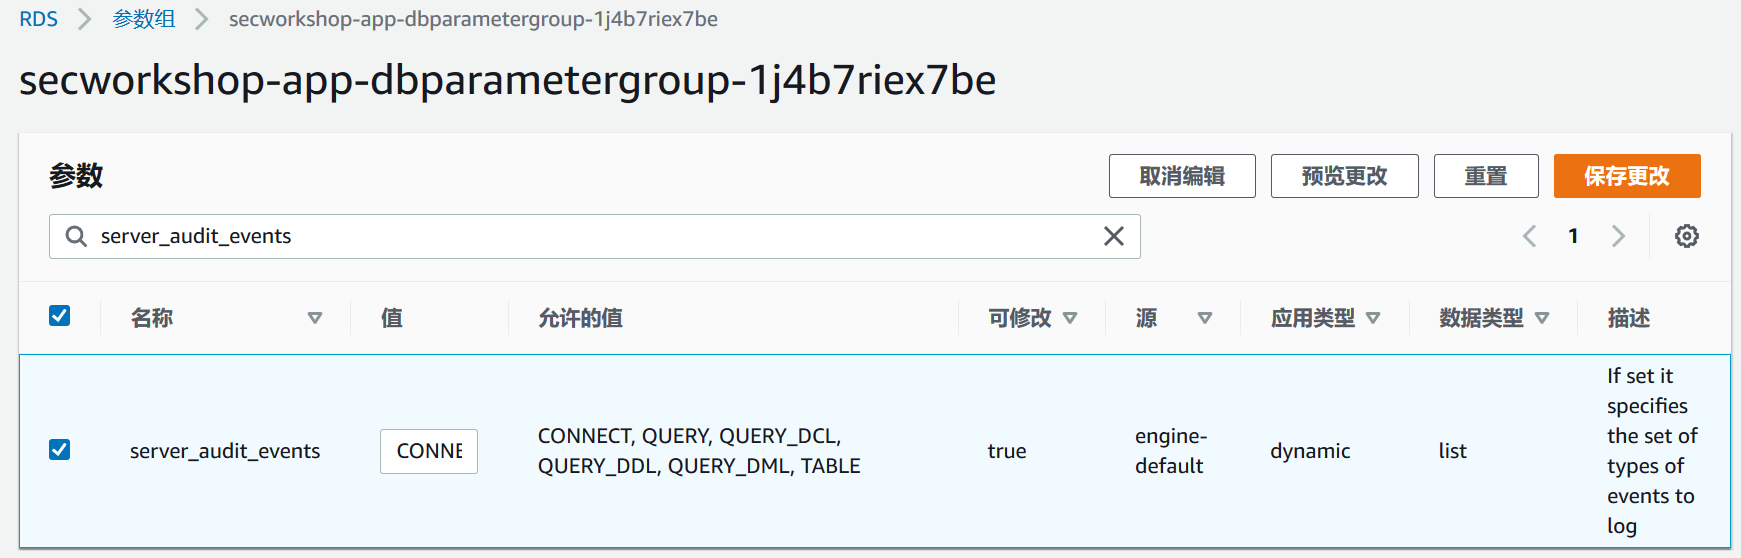 RDS 参数组 secworkshop-app-dbparametergroup-1j4b7riex7be
secworkshop-app-dbparametergroup-1j4b7riex7be
参数 取消编辑 预览更改 重置 保存更改
server_audit_events 1
名称 值 允许的值 可修改 源 应用类型 数据类型 描述
server_audit_events CONNE CONNECT, QUERY, QUERY_DCL,
QUERY_DDL, QUERY_DML, TABLE true engine-
default dynamic list If set it
specifies
the set of
types of
events to
log